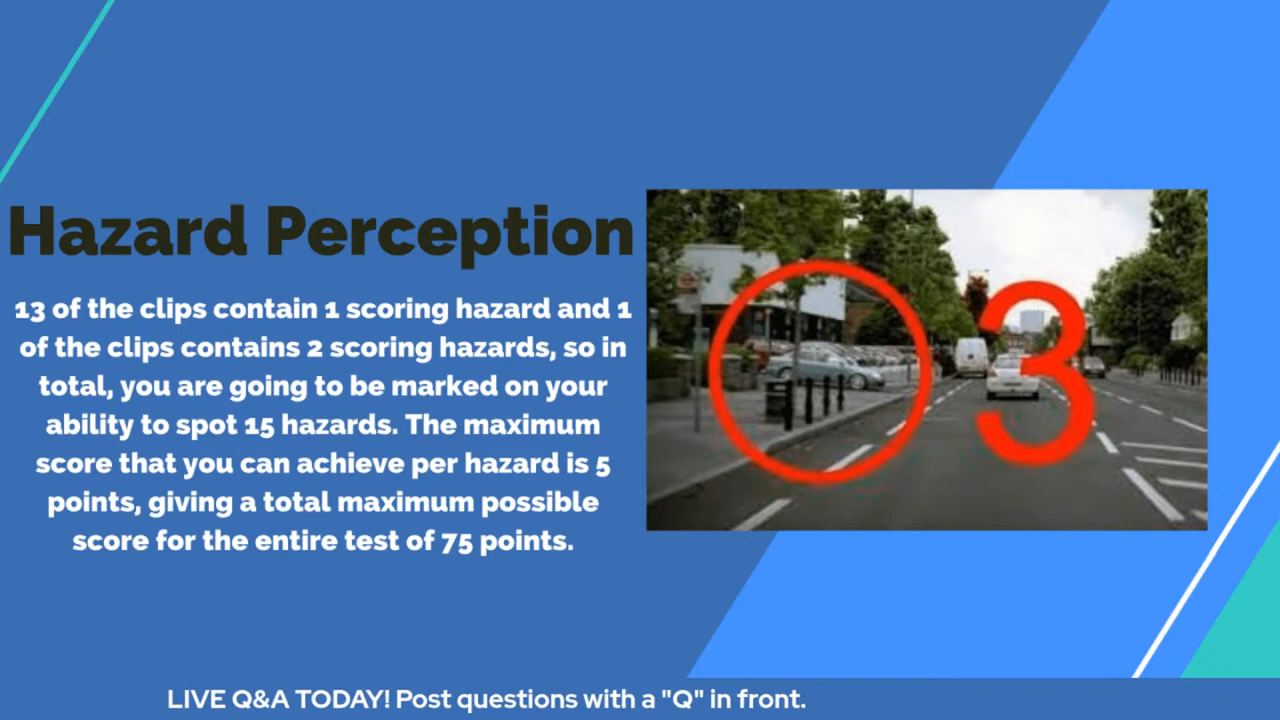 Hazard Perception
13 of the clips contain 1 scoring hazard and 1
of the clips contains 2 scoring hazards, so in
total, you are going to be marked on your
ability to spot 15 hazards. The maximum
score that you can achieve per hazard is 5
points, giving a total maximum possible
score for the entire test of 75 points.
3
LIVE Q&A TODAY! Post questions with a "Q" in front.